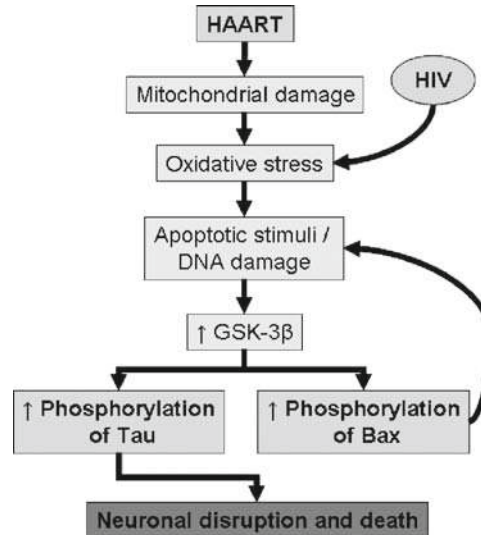 HAART
Mitochondrial damage
HIV
Oxidative stress
Apoptotic stimuli /
DNA damage
↑ GSK-3β
↑ Phosphorylation
of Tau
↑ Phosphorylation
of Bax
Neuronal disruption and death